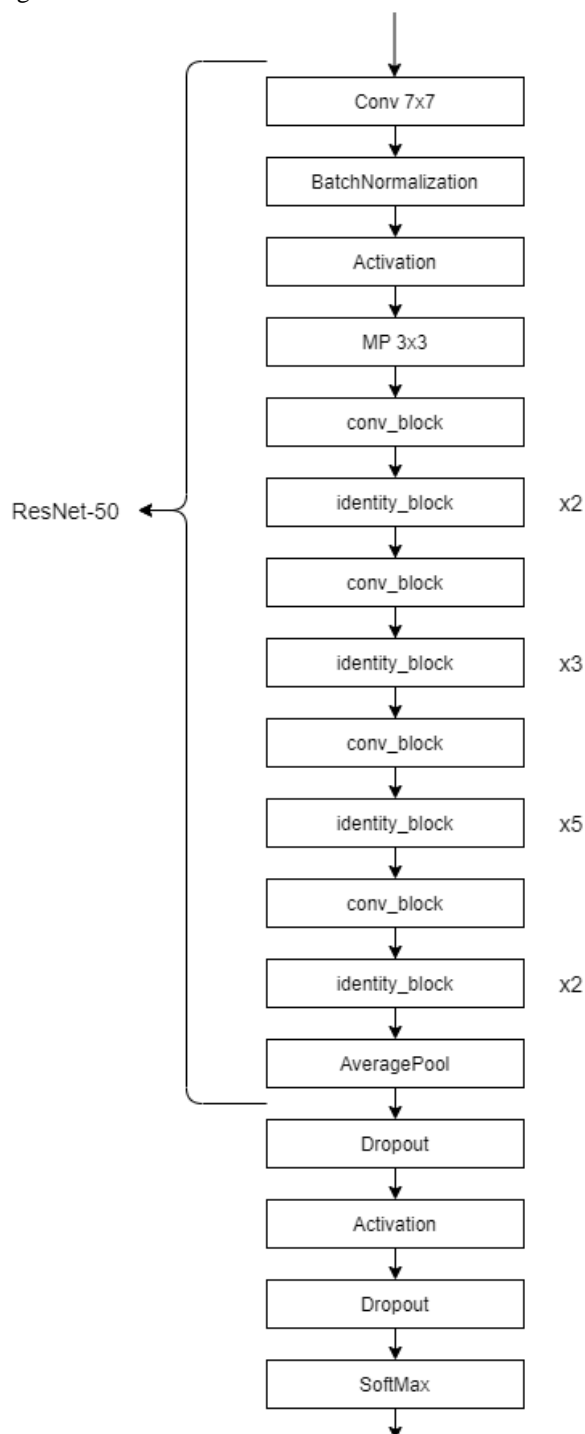 Conv 7x7
BatchNormalization
Activation
MP 3x3
conv_block
ResNet-50
identity_block x2
conv_block
identity_block x3
conv_block
identity_block x5
conv_block
identity_block x2
AveragePool
Dropout
Activation
Dropout
SoftMax